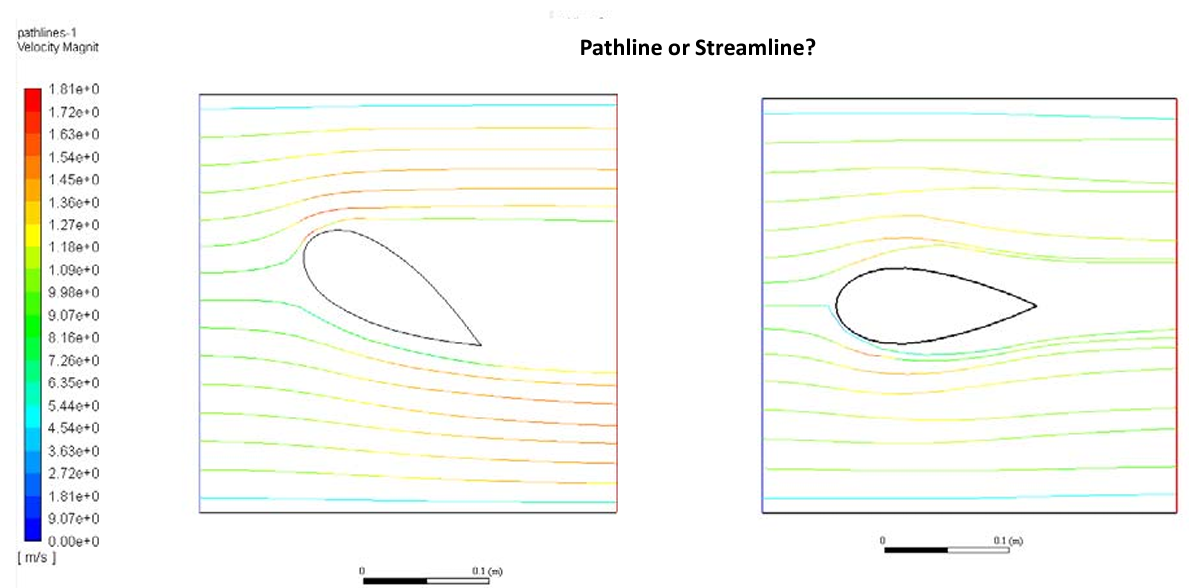 pathlines-1
Velocity Magnit
Pathline or Streamline?
1.81e+0
1.72e+0
1.63e+0
1.54e+0
1.45e+0
1.36e+0
1.27e+0
1.18e+0
1.09e+0
9.98e+0
9.07e+0
8.16e+0
7.26e+0
6.35e+0
5.44e+0
4.54e+0
3.63e+0
2.72e+0
1.81e+0
9.07e+0
0.00e+0
[ m/s ]
0
0.1 (m)
0
0.1 (m)